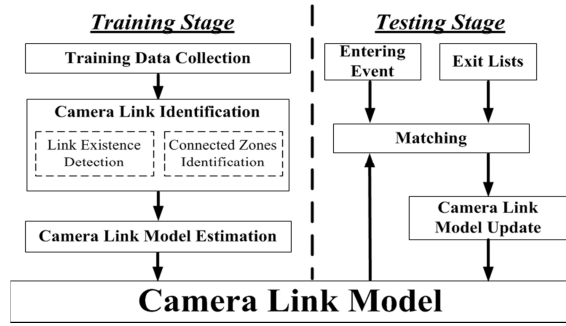 Training Stage
Training Data Collection
Camera Link Identification
Link Existence
Detection
Connected Zones
Identification
Camera Link Model Estimation
Testing Stage
Entering
Event
Exit Lists
Matching
Camera Link
Model Update
Camera Link Model